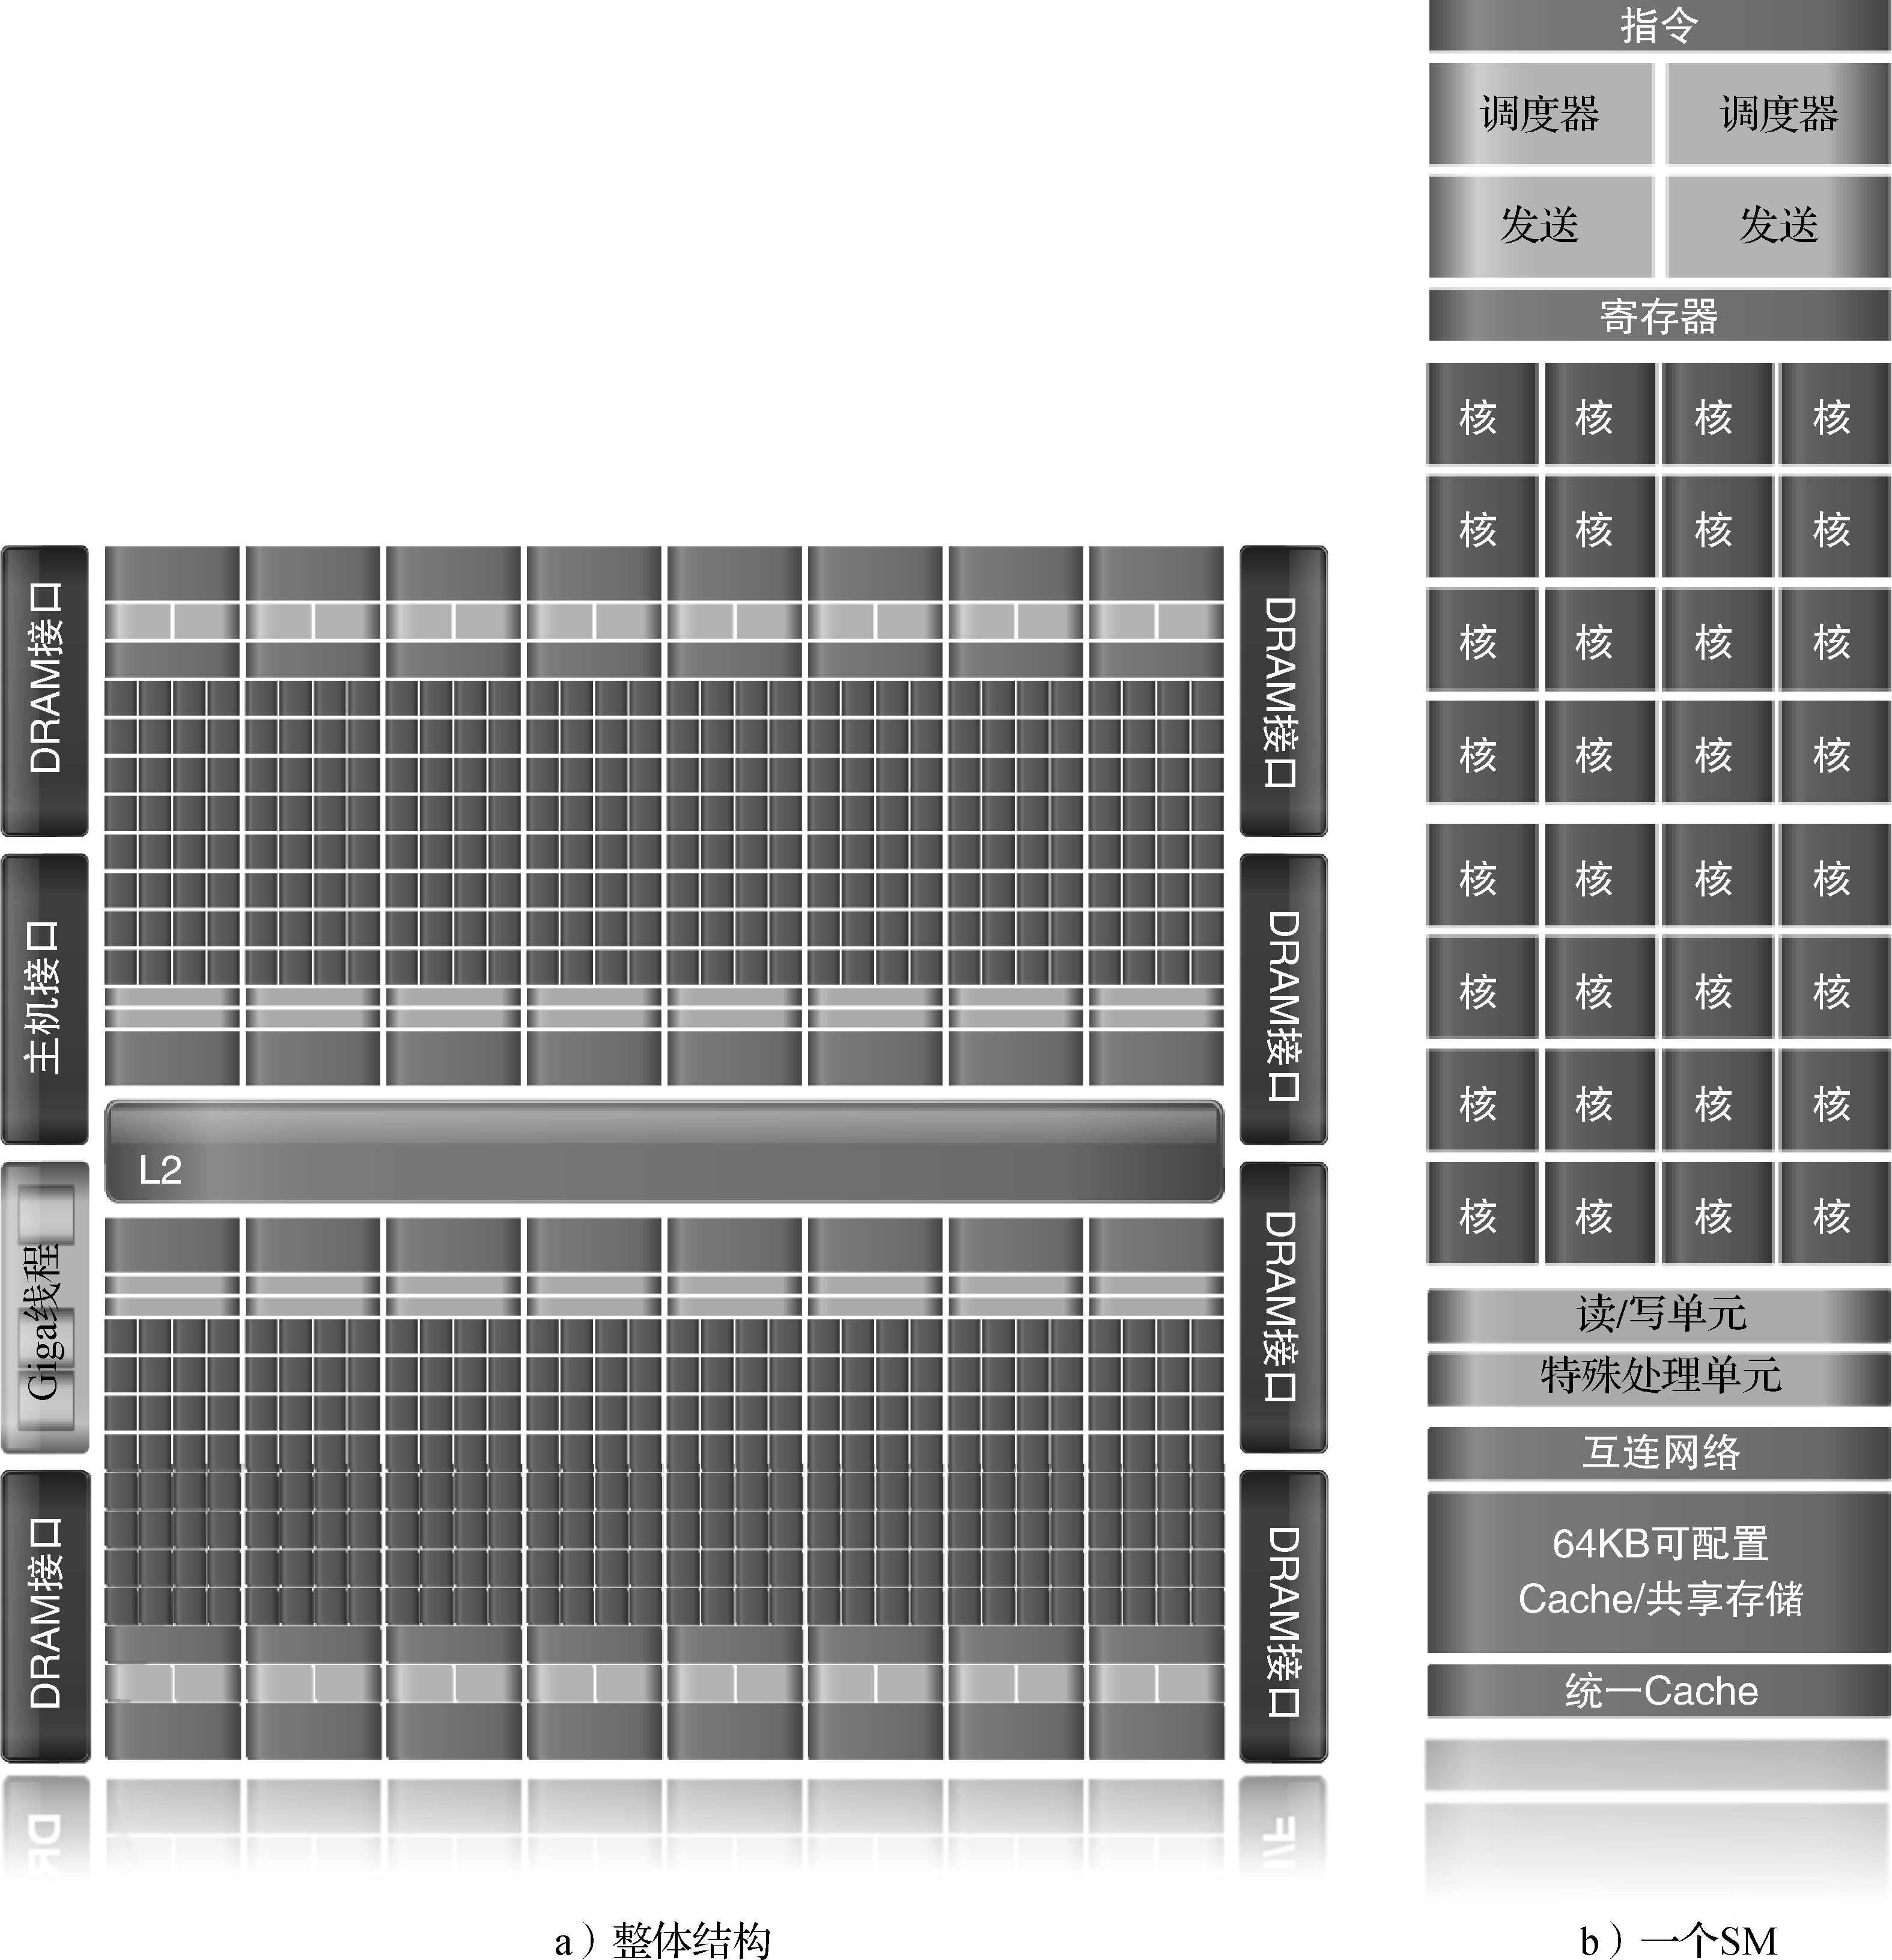 DRAM接口
主机接口
Giga线程
DRAM接口
L2
DRAM接口
DRAM接口
DRAM接口
DRAM接口
a）整体结构
指令
调度器 调度器
发送 发送
寄存器
核 核 核 核
核 核 核 核
核 核 核 核
核 核 核 核
核 核 核 核
核 核 核 核
核 核 核 核
核 核 核 核
读/写单元
特殊处理单元
互连网络
64KB可配置
Cache/共享存储
统一Cache
b）一个SM